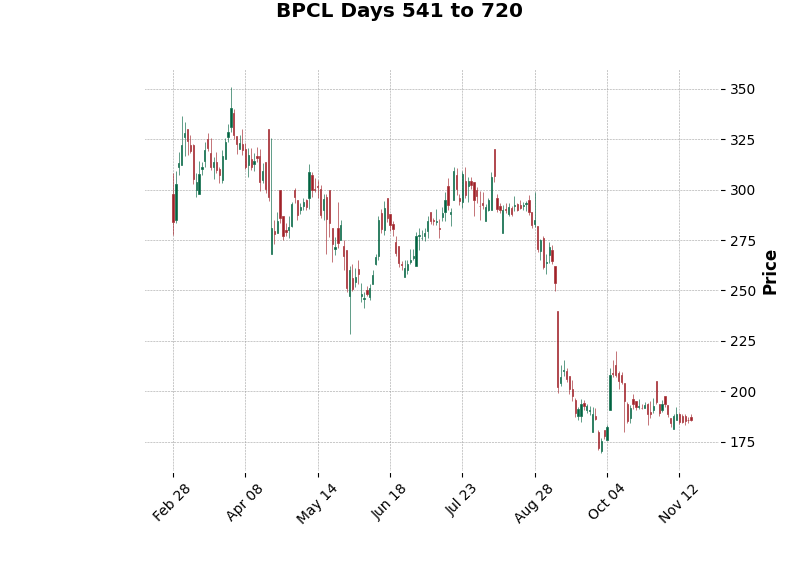 BPCL Days 541 to 720
350
325
300
275
250
225
200
175
Price
Feb 28
Apr 08
May 14
Jun 18
Jul 23
Aug 28
Oct 04
Nov 12